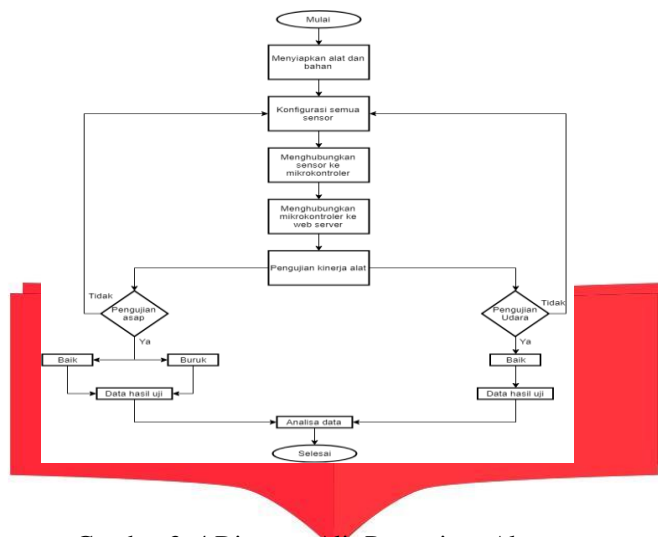 Mulai
Menyiapkan alat dan
bahan
Konfigurasi semua
sensor
Menghubungkan
sensor ke
mikrokontroler
Menghubungkan
mikrokontroler ke
web server
Pengujian kinerja alat
Tidak
Pengujian
asap
Ya
Baik
Buruk
Data hasil uji
Tidak
Pengujian
Udara
Ya
Baik
Data hasil uji
Analisa data
Selesai